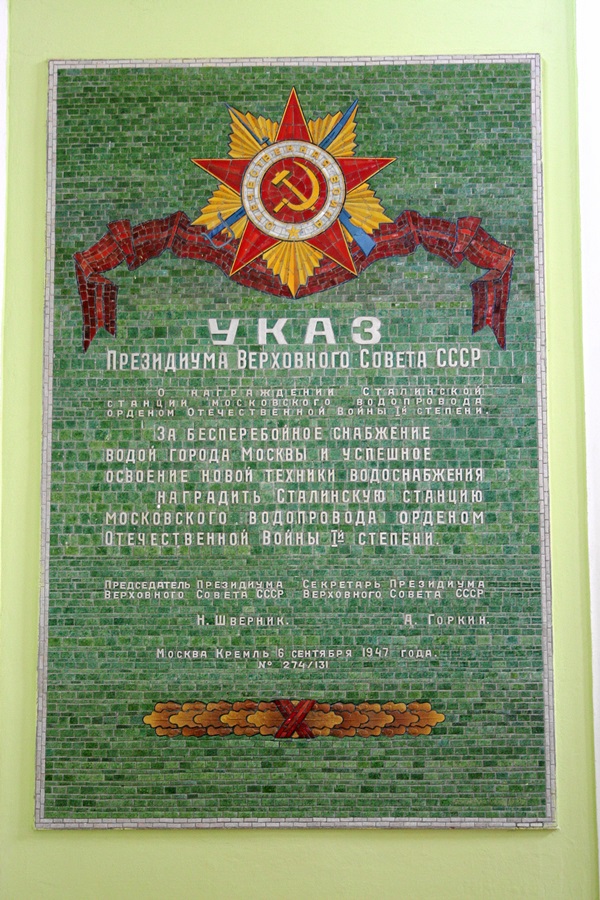 УКАЗ
Президиума Верховного Совета СССР
О награждении Сталинской
станции Московского водопровода
орденом Отечественной Войны Iй степени.
За бесперебойное снабжение
водой города Москвы и успешное
освоение новой техники водоснабжения
наградить Сталинскую станцию
московского водопровода орденом
Отечественной Войны Iй степени.
Председатель Президиума Секретарь Президиума
Верховного Совета СССР Верховного Совета СССР
Н. Шверник. А. Горкин.
Москва Кремль 6 сентября 1947 года.
№ 274/131